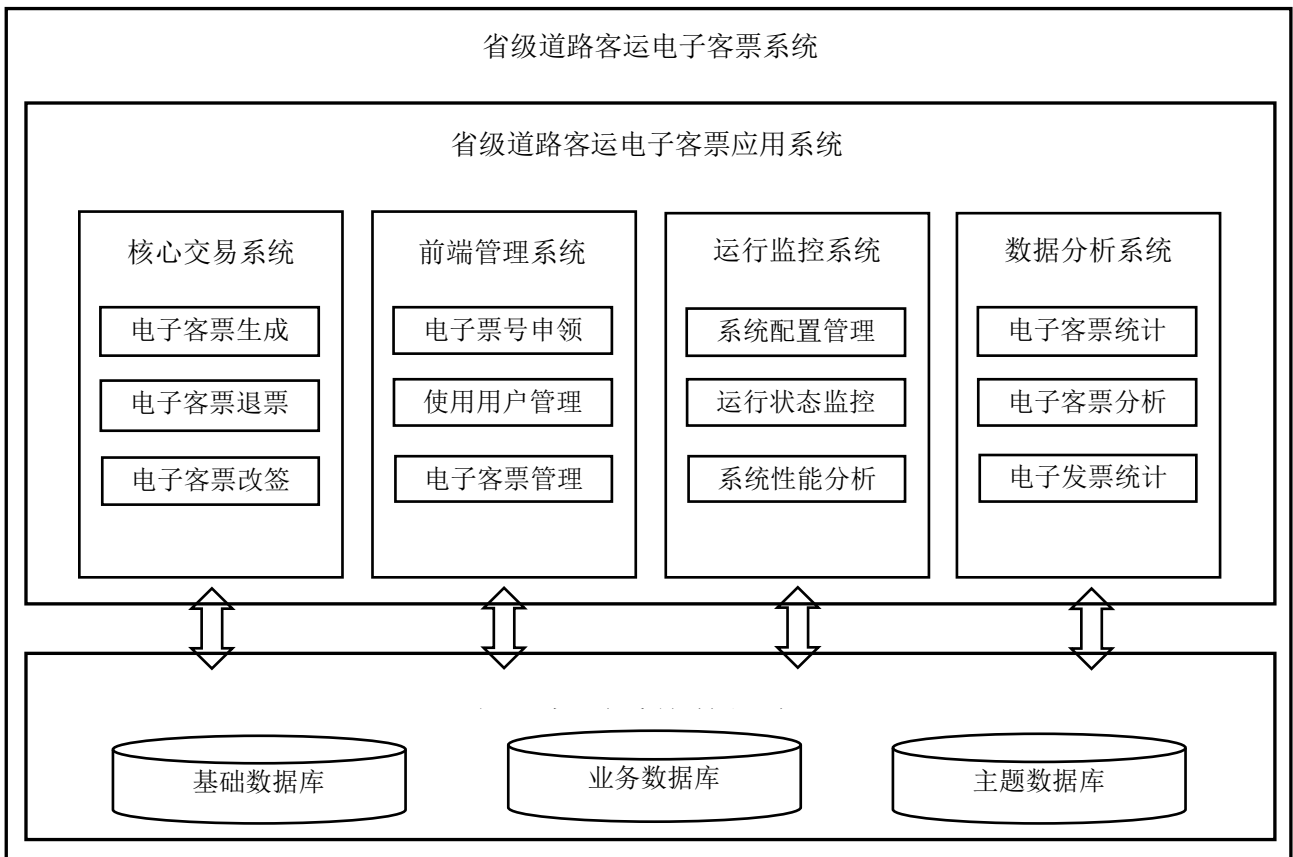 省级道路客运电子客票系统
省级道路客运电子客票应用系统
核心交易系统
电子客票生成
电子客票退票
电子客票改签
前端管理系统
电子票号申领
使用用户管理
电子客票管理
运行监控系统
系统配置管理
运行状态监控
系统性能分析
数据分析系统
电子客票统计
电子客票分析
电子发票统计
基础数据库
业务数据库
主题数据库